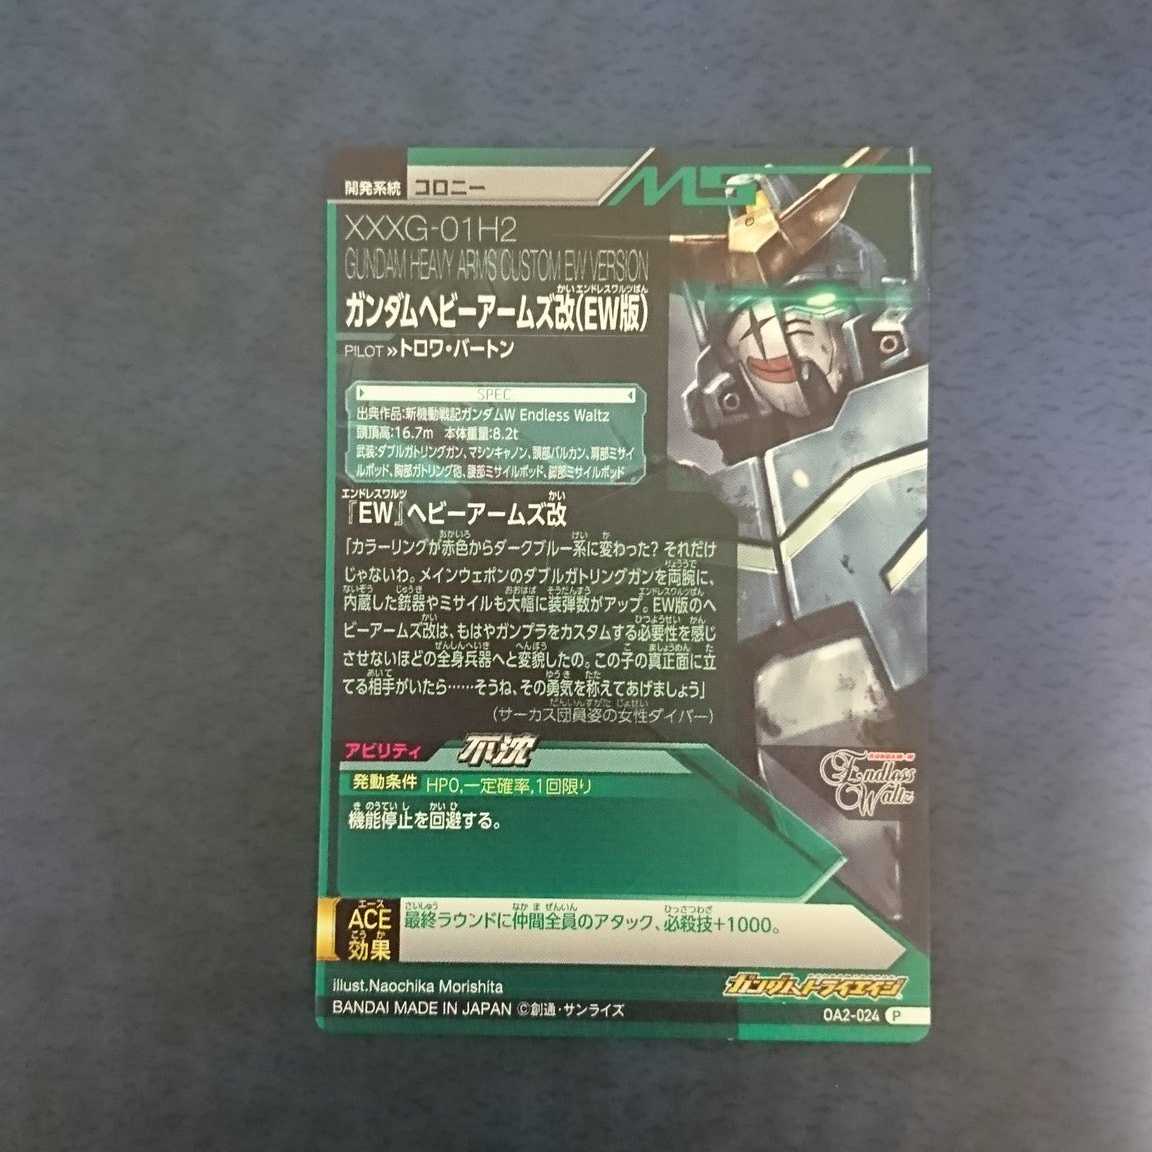 開発系統 コロニー
MS
XXXG-01H2
GUNDAM HEAVY ARMS CUSTOM EW VERSION
ガンダムヘビーアームズ改(EW版)
PILOT»トロワ・バートン
SPEC
出典作品:新機動戦記ガンダムW Endless Waltz
頭頂高:16.7m 本体重量:8.2t
武装:ダブルガトリングガン、マシンキャノン、頭部バルカン、肩部ミサイ
ルポッド、胸部ガトリング砲、腰部ミサイルポッド、脚部ミサイルポッド
『EW』ヘビーアームズ改
「カラーリングが赤色からダークブルー系に変わった? それだけ
じゃないわ。メインウェポンのダブルガトリングガンを両腕に、
内蔵した銃器やミサイルも大幅に装弾数がアップ。EW版のヘ
ビーアームズ改は、もはやガンプラをカスタムする必要性を感じ
させないほどの全身兵器へと変貌したの。この子の真正面に立
てる相手がいたら……そうね、その勇気を称えてあげましょう」
(サーカス団員姿の女性ダイバー)
アビリティ 不沈
発動条件 HP0,一定確率,1回限り
機能停止を回避する。
GUNDAM W
Endless
Waltz
ACE
効果
最終ラウンドに仲間全員のアタック、必殺技+1000。
illust.Naochika Morishita
ガンダムトライエイジ
BANDAI MADE IN JAPAN ©創通・サンライズ
OA2-024 P